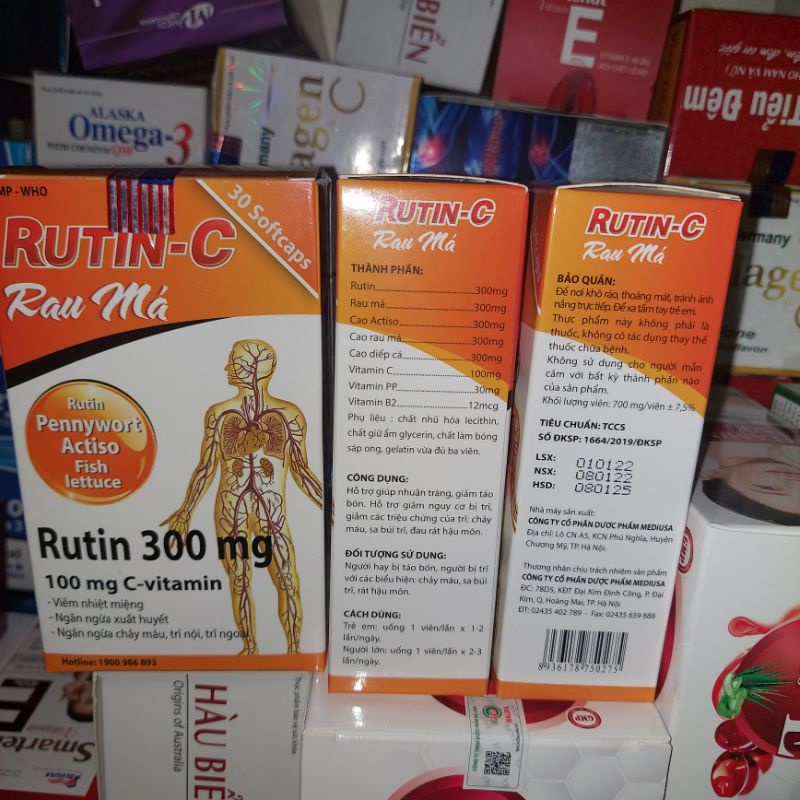 BIỂN
E
Tiểu Đêm
ALASKA
Omega-3
WITH COENZYM Q10
MP - WHO
RUTIN-C
Rau Má
30 Softcaps
Rutin
Pennywort
Actiso
Fish
lettuce
Rutin 300 mg
100 mg C-vitamin
- Viêm nhiệt miệng
- Ngăn ngừa xuất huyết
- Ngăn ngừa chảy máu, trĩ nội, trĩ ngoại
Hotline: 1900 986 893
RUTIN-C
Rau Má
THÀNH PHẦN:
Rutin......300mg
Rau má......300mg
Cao Actiso......300mg
Cao rau má......300mg
Cao diếp cá......300mg
Vitamin C......100mg
Vitamin PP......30mg
Vitamin B2......12mcg
Phụ liệu : chất nhũ hóa lecithin,
chất giữ ẩm glycerin, chất làm bóng
sáp ong, gelatin vừa đủ ba viên.
CÔNG DỤNG:
Hỗ trợ giúp nhuận tràng, giảm táo
bón. Hỗ trợ giảm nguy cơ bị trĩ,
giảm các triệu chứng của trĩ: chảy
máu, sa búi trĩ, đau rát hậu môn.
ĐỐI TƯỢNG SỬ DỤNG:
Người hay bị táo bón, người bị trĩ
với các biểu hiện: chảy máu, sa búi
trĩ, đau rát hậu môn.
CÁCH DÙNG:
Trẻ em: uống 1 viên/lần x 1-2
lần/ngày.
Người lớn: uống 1 viên/lần x 2-3
lần/ngày.
RUTIN-C
Rau Má
BẢO QUẢN:
Để nơi khô ráo, thoáng mát, tránh ánh
nắng trực tiếp. Để xa tầm tay trẻ em.
Thực phẩm này không phải là
thuốc, không có tác dụng thay thế
thuốc chữa bệnh.
Không sử dụng cho người mẫn
cảm với bất kỳ thành phần nào
của sản phẩm.
Khối lượng viên: 700 mg/viên ± 7,5%
TIÊU CHUẨN: TCCS
SỐ ĐKSP: 1664/2019/ĐKSP
LSX: 010122
NSX: 080122
HSD: 080125
Nhà máy sản xuất:
CÔNG TY CỔ PHẦN DƯỢC PHẨM MEDIUSA
Địa chỉ: Lô CN A5, KCN Phú Nghĩa, Huyện
Chương Mỹ, TP. Hà Nội.
Thương nhân chịu trách nhiệm sản phẩm
CÔNG TY CỔ PHẦN DƯỢC PHẨM MEDIUSA
ĐC: 78D5, KĐT Đại Kim Định Công, P. Đại
Kim, Q. Hoàng Mai, TP. Hà Nội
ĐT: 02435 402 789 - Fax: 02435 659 888
8936178750275
HÀU BIỂN
Origins of Australia
Smarte
GMP